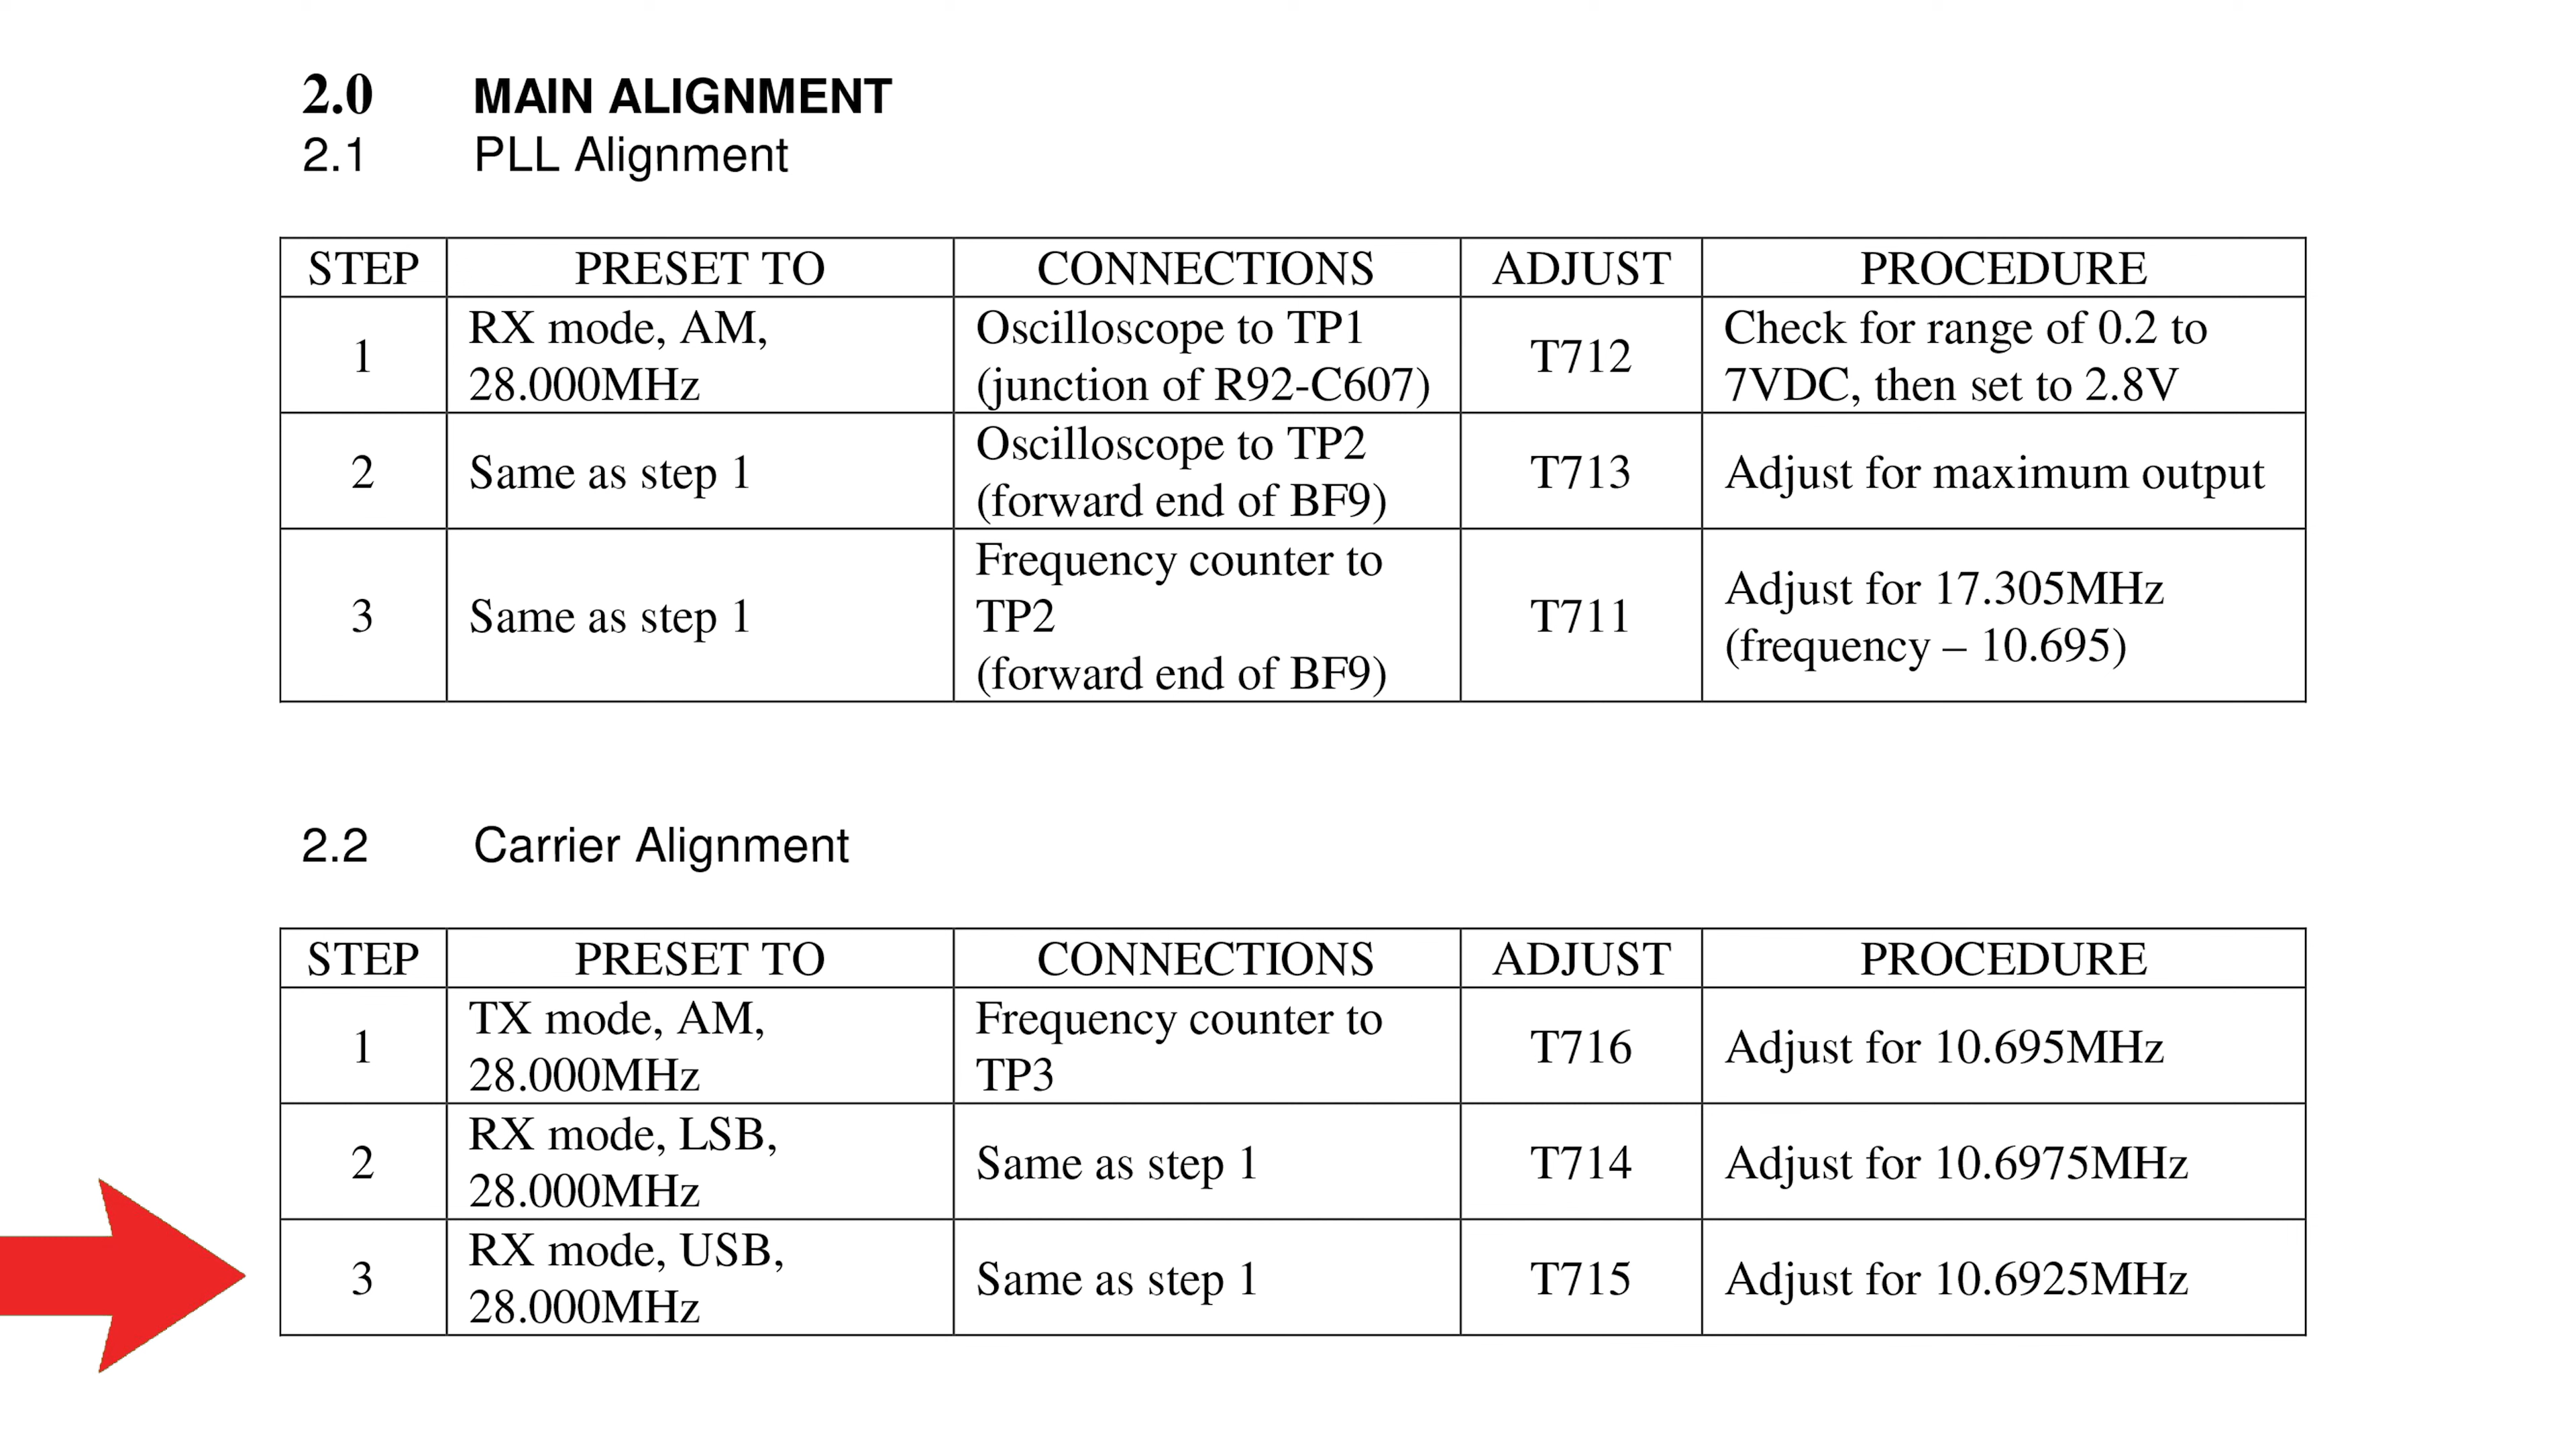 2.0 MAIN ALIGNMENT
2.1 PLL Alignment
STEP PRESET TO CONNECTIONS ADJUST PROCEDURE
1
RX mode, AM,
28.000MHz
Oscilloscope to TP1
(junction of R92-C607)
T712
Check for range of 0.2 to
7VDC, then set to 2.8V
2
Same as step 1
Oscilloscope to TP2
(forward end of BF9)
T713
Adjust for maximum output
3
Same as step 1
Frequency counter to
TP2
(forward end of BF9)
T711
Adjust for 17.305MHz
(frequency – 10.695)
2.2 Carrier Alignment
STEP PRESET TO CONNECTIONS ADJUST PROCEDURE
1
TX mode, AM,
28.000MHz
Frequency counter to
TP3
T716
Adjust for 10.695MHz
2
RX mode, LSB,
28.000MHz
Same as step 1
T714
Adjust for 10.6975MHz
3
RX mode, USB,
28.000MHz
Same as step 1
T715
Adjust for 10.6925MHz